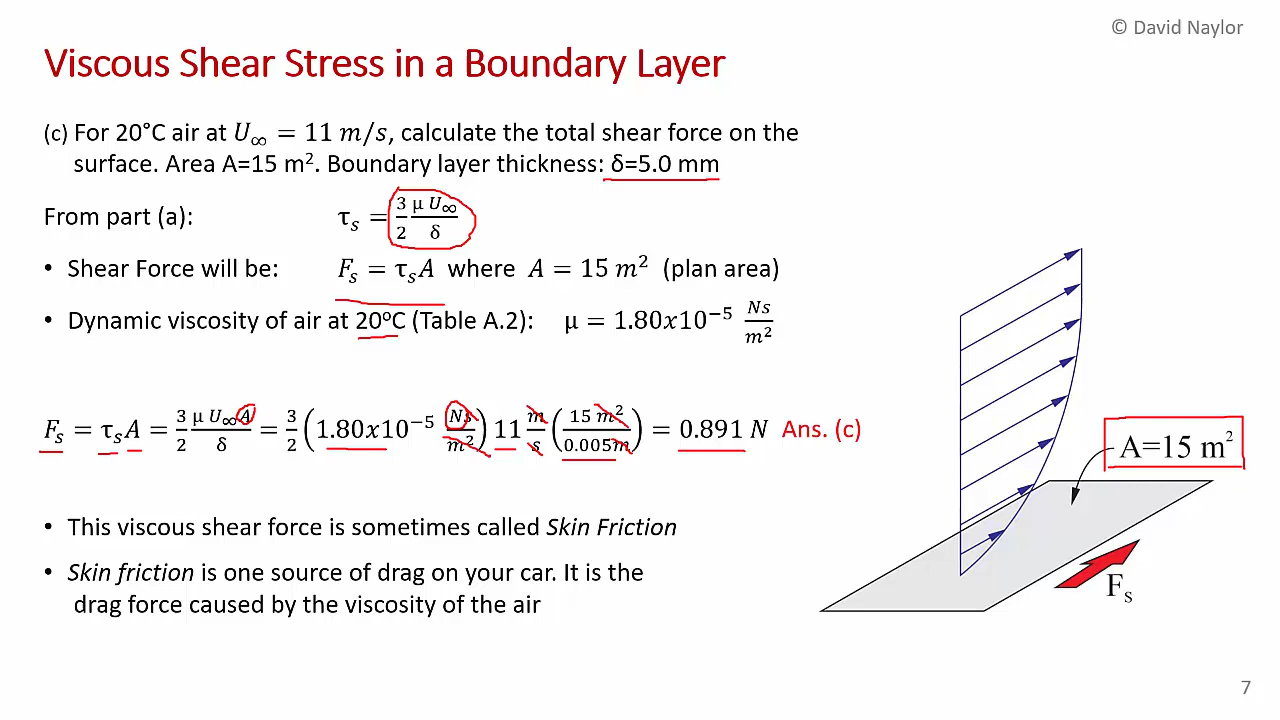 © David Naylor
Viscous Shear Stress in a Boundary Layer
(c) For 20°C air at U∞ = 11 m/s, calculate the total shear force on the
surface. Area A=15 m². Boundary layer thickness: δ=5.0 mm
From part (a): τₛ = 3/2 μ U∞/δ
• Shear Force will be: Fₛ = τₛA where A = 15 m² (plan area)
• Dynamic viscosity of air at 20ºC (Table A.2): μ = 1.80x10⁻⁵ Ns/m²
Fₛ = τₛA = 3/2 μ U∞A/δ = 3/2 (1.80x10⁻⁵ Ns/m²) 11 m/s (15 m²/0.005m) = 0.891 N Ans. (c)
A=15 m²
• This viscous shear force is sometimes called Skin Friction
• Skin friction is one source of drag on your car. It is the
drag force caused by the viscosity of the air
Fₛ
7